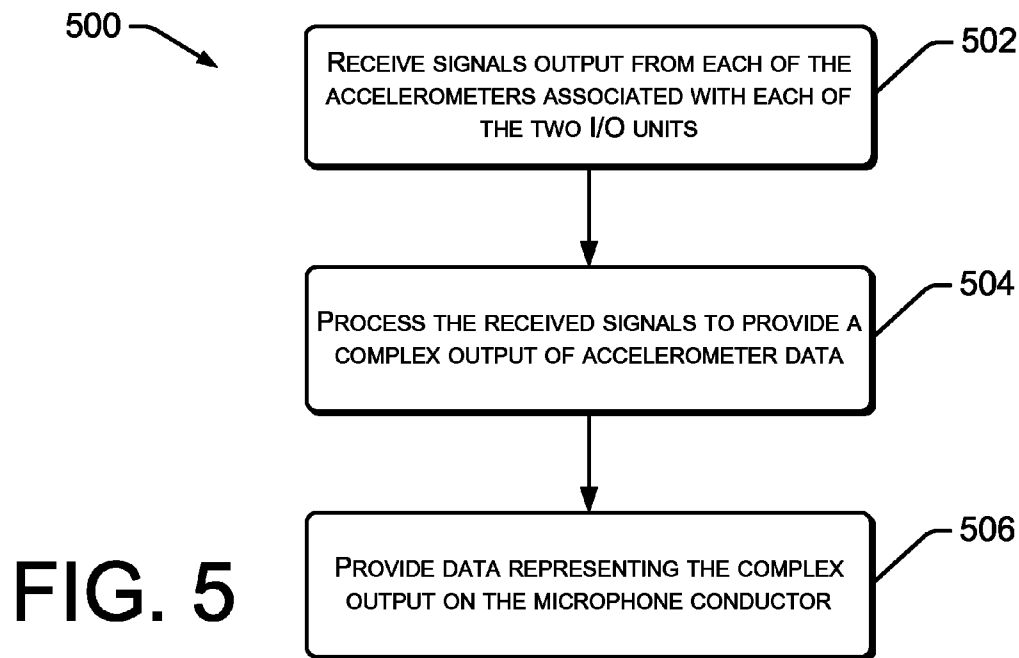 500
502
RECEIVE SIGNALS OUTPUT FROM EACH OF THE
ACCELEROMETERS ASSOCIATED WITH EACH OF
THE TWO I/O UNITS
504
PROCESS THE RECEIVED SIGNALS TO PROVIDE A
COMPLEX OUTPUT OF ACCELEROMETER DATA
506
PROVIDE DATA REPRESENTING THE COMPLEX
OUTPUT ON THE MICROPHONE CONDUCTOR
FIG. 5